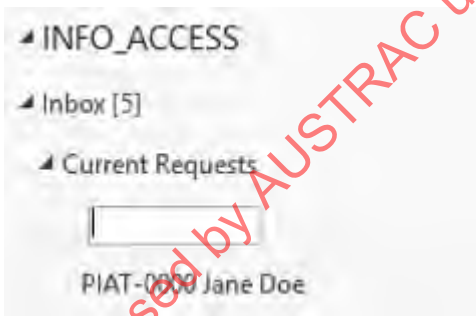 INFO_ACCESS
Inbox [5]
Current Requests
PIAT-0000 Jane Doe
sed by AUSTRAC u